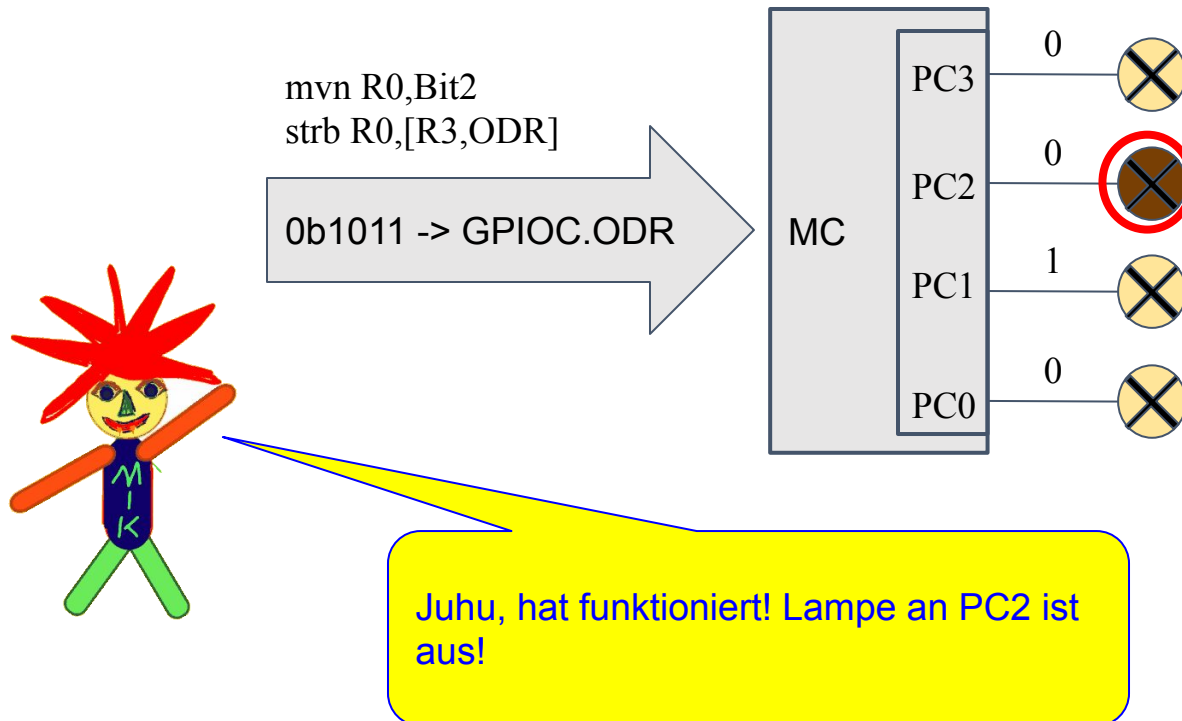 mvn R0,Bit2
strb R0,[R3,ODR]
0b1011 -> GPIOC.ODR
MC
PC3
0
PC2
0
PC1
1
PC0
0
MIK
Juhu, hat funktioniert! Lampe an PC2 ist
aus!